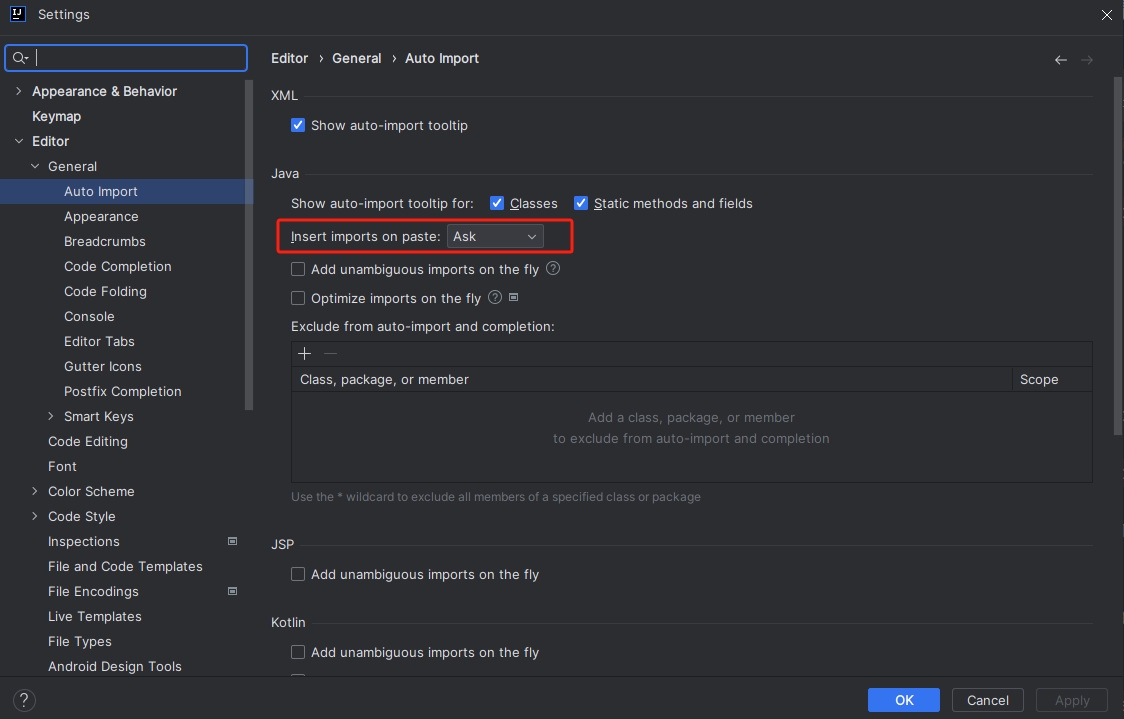 Settings
Appearance & Behavior
Keymap
Editor
General
Auto Import
Appearance
Breadcrumbs
Code Completion
Code Folding
Console
Editor Tabs
Gutter Icons
Postfix Completion
Smart Keys
Code Editing
Font
Color Scheme
Code Style
Inspections
File and Code Templates
File Encodings
Live Templates
File Types
Android Design Tools
Editor › General › Auto Import
XML
Show auto-import tooltip
Java
Show auto-import tooltip for: Classes Static methods and fields
Insert imports on paste: Ask
Add unambiguous imports on the fly ?
Optimize imports on the fly ?
Exclude from auto-import and completion:
Class, package, or member Scope
Add a class, package, or member
to exclude from auto-import and completion
Use the * wildcard to exclude all members of a specified class or package
JSP
Add unambiguous imports on the fly
Kotlin
Add unambiguous imports on the fly
? OK Cancel Apply